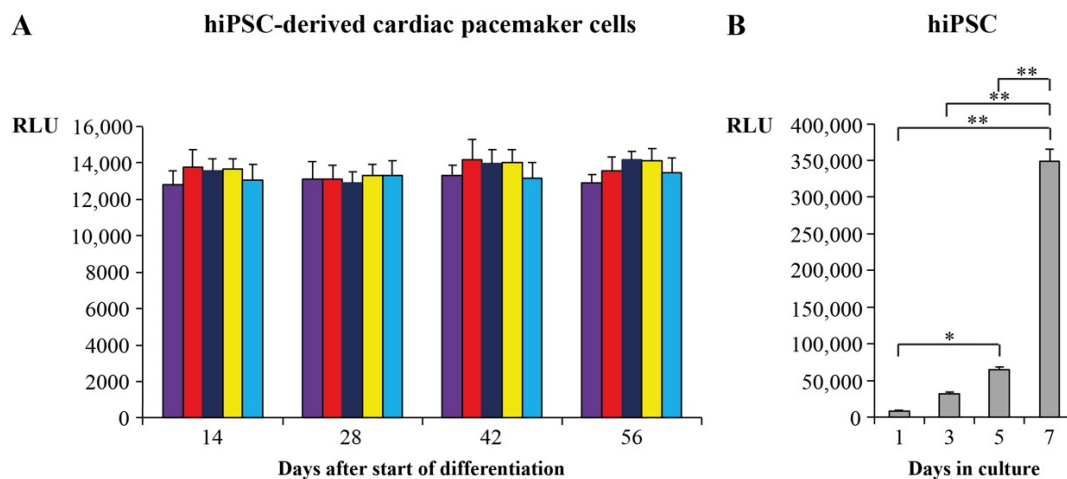 A hiPSC-derived cardiac pacemaker cells
RLU
16,000
14,000
12,000
10,000
8000
6000
4000
2000
0
14 28 42 56
Days after start of differentiation
B hiPSC
RLU
400,000
350,000
300,000
250,000
200,000
150,000
100,000
50,000
0
**
**
**
*
1 3 5 7
Days in culture